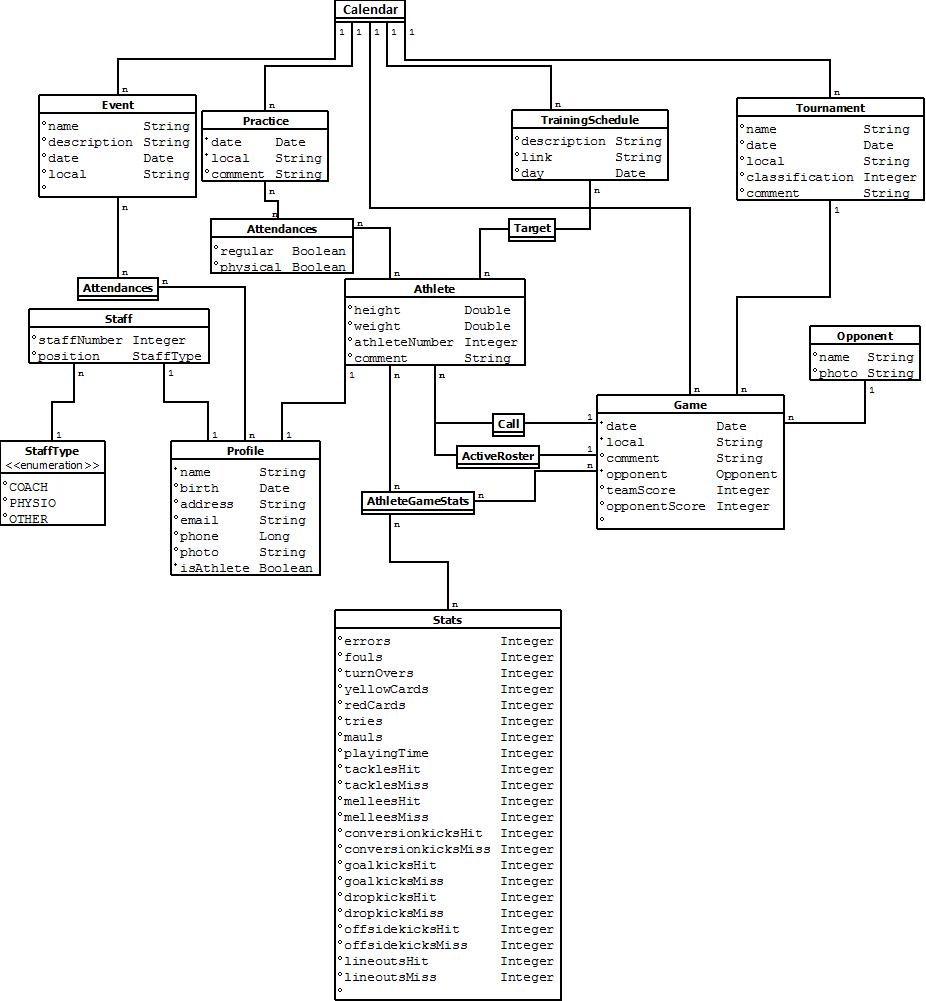 Calendar
1 1 1 1 1
n
n
n
n
Event
name String
description String
date Date
local String
n
Practice
date Date
local String
comment String
n
TrainingSchedule
description String
link String
day Date
n
Tournament
name String
date Date
local String
classification Integer
comment String
1
n
Attendances
regular Boolean
physical Boolean
n
n
Target
n
n
Attendances
n
Athlete
height Double
weight Double
athleteNumber Integer
comment String
1
n
n
Staff
staffNumber Integer
position StaffType
n
1
Opponent
name String
photo String
1
n
n
n
Game
date Date
local String
comment String
opponent Opponent
teamScore Integer
opponentScore Integer
Call
1
ActiveRoster
1
n
1
StaffType
<<enumeration>>
COACH
PHYSIO
OTHER
1
n
1
Profile
name String
birth Date
address String
email String
phone Long
photo String
isAthlete Boolean
n
AthleteGameStats
n
n
n
Stats
errors Integer
fouls Integer
turnOvers Integer
yellowCards Integer
redCards Integer
tries Integer
mauls Integer
playingTime Integer
tacklesHit Integer
tacklesMiss Integer
melleesHit Integer
melleesMiss Integer
conversionkicksHit Integer
conversionkicksMiss Integer
goalkicksHit Integer
goalkicksMiss Integer
dropkicksHit Integer
dropkicksMiss Integer
offsidekicksHit Integer
offsidekicksMiss Integer
lineoutsHit Integer
lineoutsMiss Integer